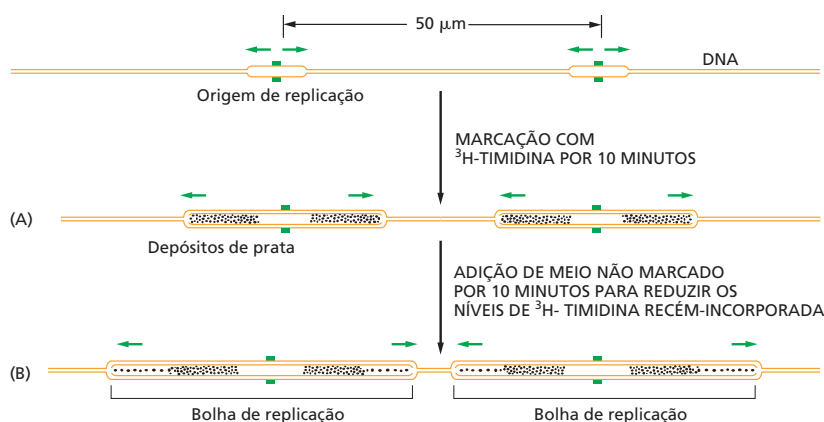 50 µm
DNA
Origem de replicação
MARCAÇÃO COM
³H-TIMIDINA POR 10 MINUTOS
(A)
Depósitos de prata
ADIÇÃO DE MEIO NÃO MARCADO
POR 10 MINUTOS PARA REDUZIR OS
NÍVEIS DE ³H- TIMIDINA RECÉM-INCORPORADA
(B)
Bolha de replicação
Bolha de replicação